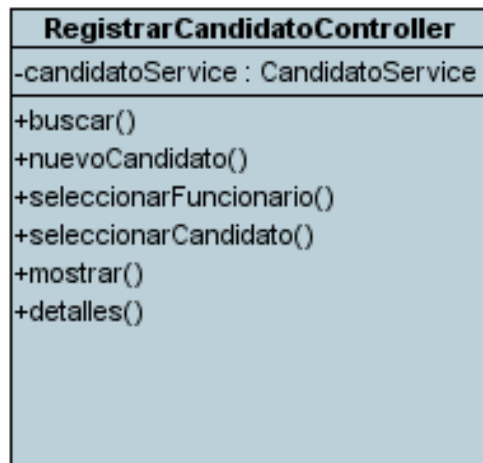 RegistrarCandidatoController
-candidatoService : CandidatoService
+buscar()
+nuevoCandidato()
+seleccionarFuncionario()
+seleccionarCandidato()
+mostrar()
+detalles()